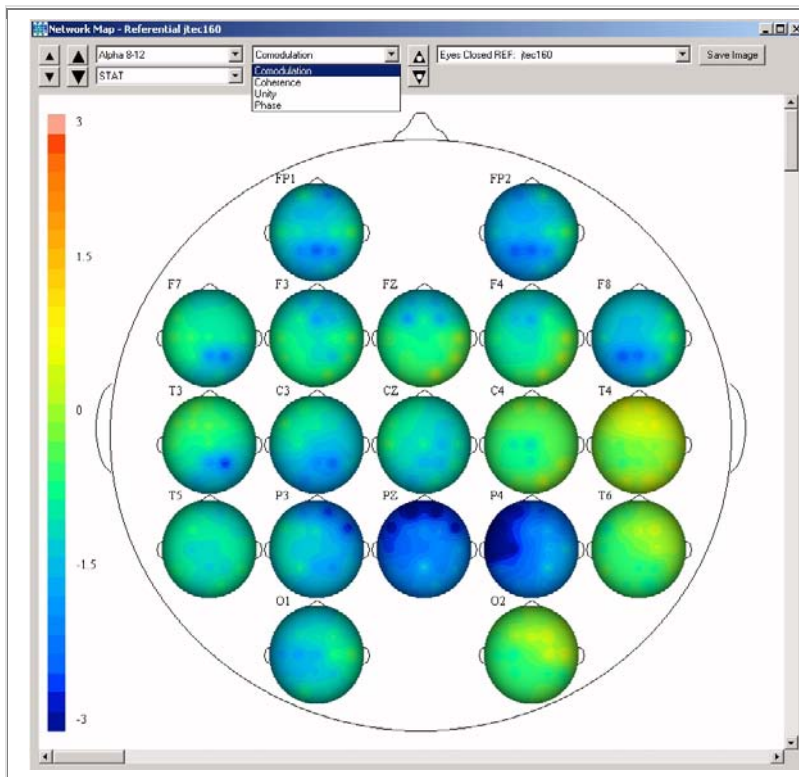 Network Map - Referential jtec160
Alpha 8-12 Comodulation Eyes Closed REF: jtec160 Save Image
STAT
Comodulation
Coherence
Unity
Phase
3
1.5
0
-1.5
-3
FP1 FP2
F7 F3 FZ F4 F8
T3 C3 CZ C4 T4
T5 P3 PZ P4 T6
O1 O2